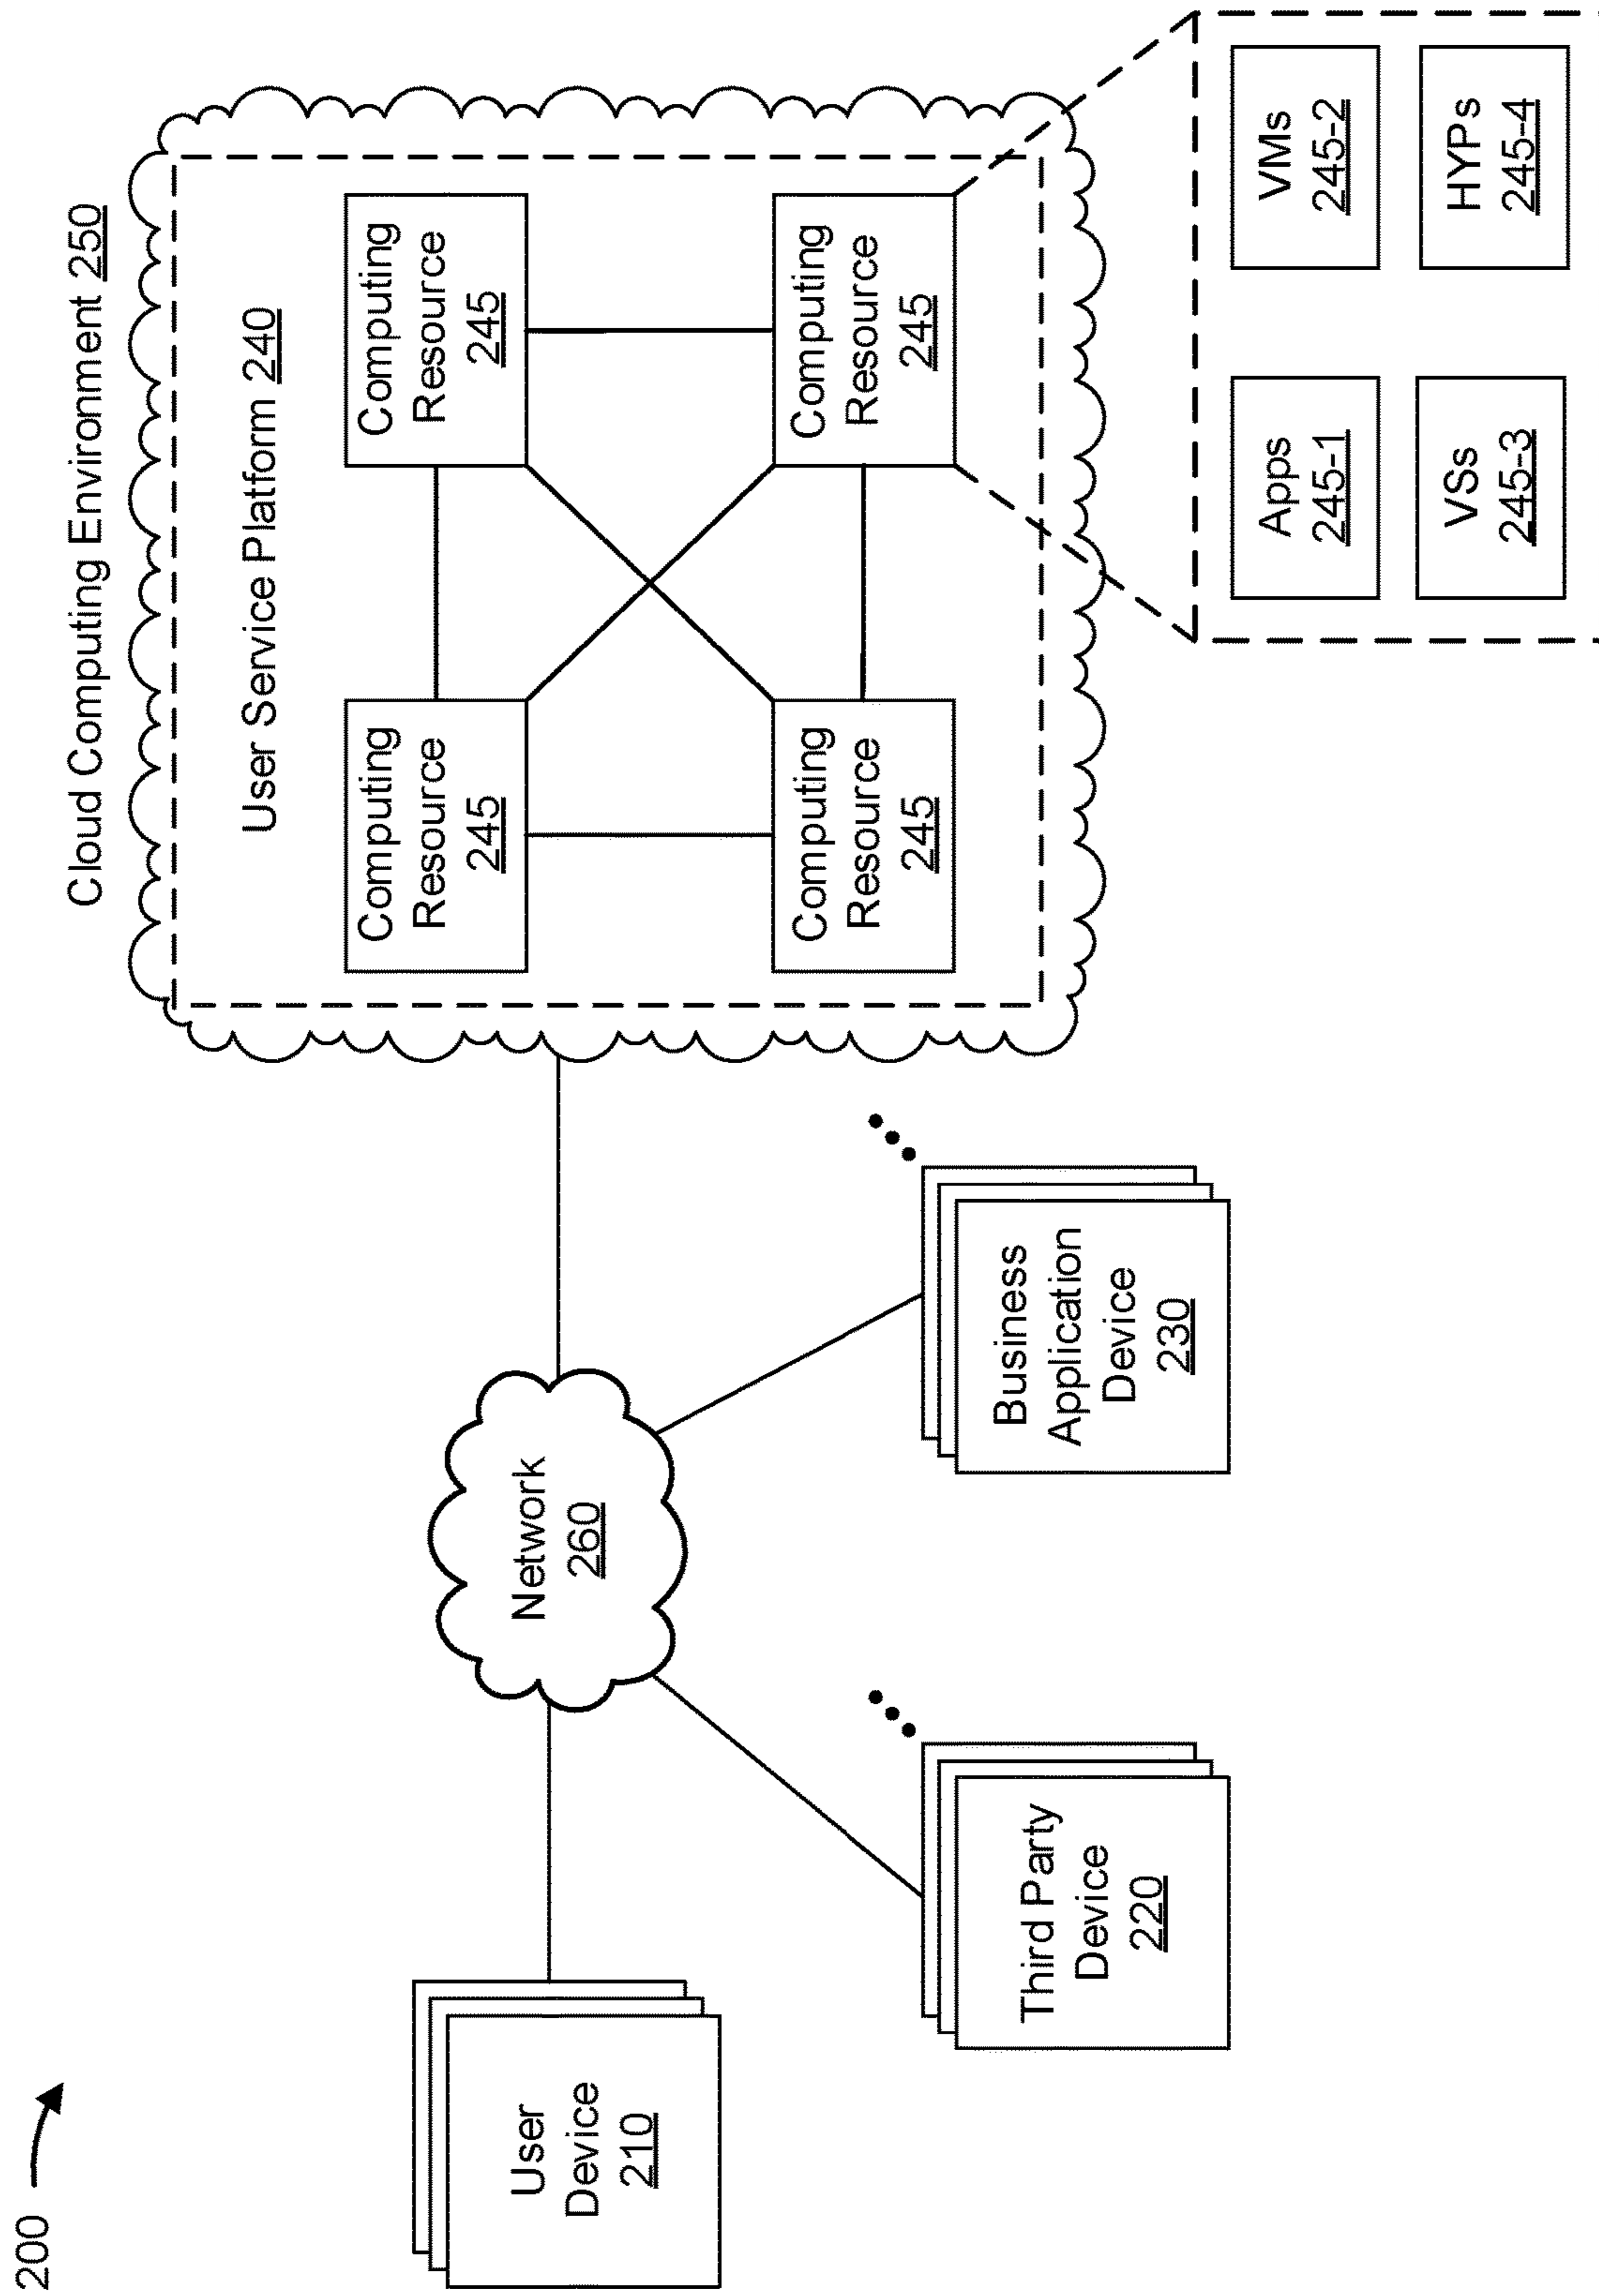 200
Cloud Computing Environment 250
User Service Platform 240
Computing
Resource
245
Computing
Resource
245
Computing
Resource
245
Computing
Resource
245
User
Device
210
Network
260
Third Party
Device
220
Business
Application
Device
230
Apps
245-1
VMs
245-2
VSs
245-3
HYPs
245-4